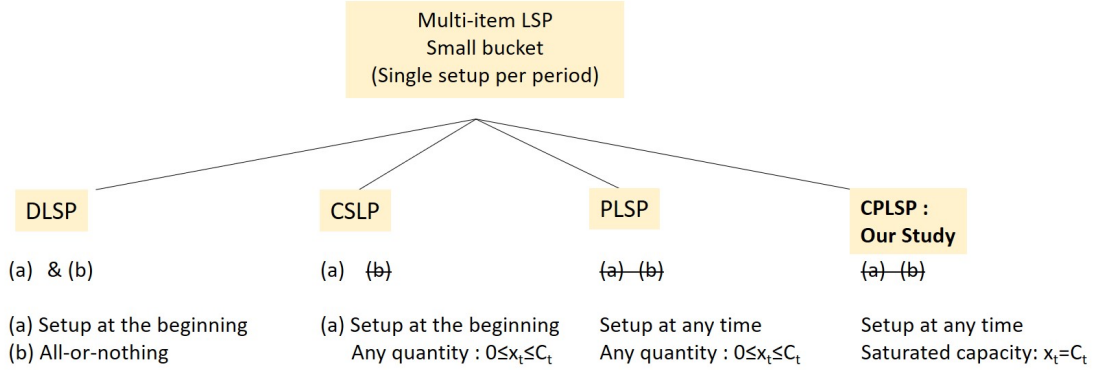 Multi-item LSP
Small bucket
(Single setup per period)
DLSP
CSLP
PLSP
CPLSP :
Our Study
(a) & (b)
(a) (b)
(a) (b)
(a) (b)
(a) Setup at the beginning
(b) All-or-nothing
(a) Setup at the beginning
Any quantity : 0≤xₜ≤Cₜ
Setup at any time
Any quantity : 0≤xₜ≤Cₜ
Setup at any time
Saturated capacity: xₜ=Cₜ